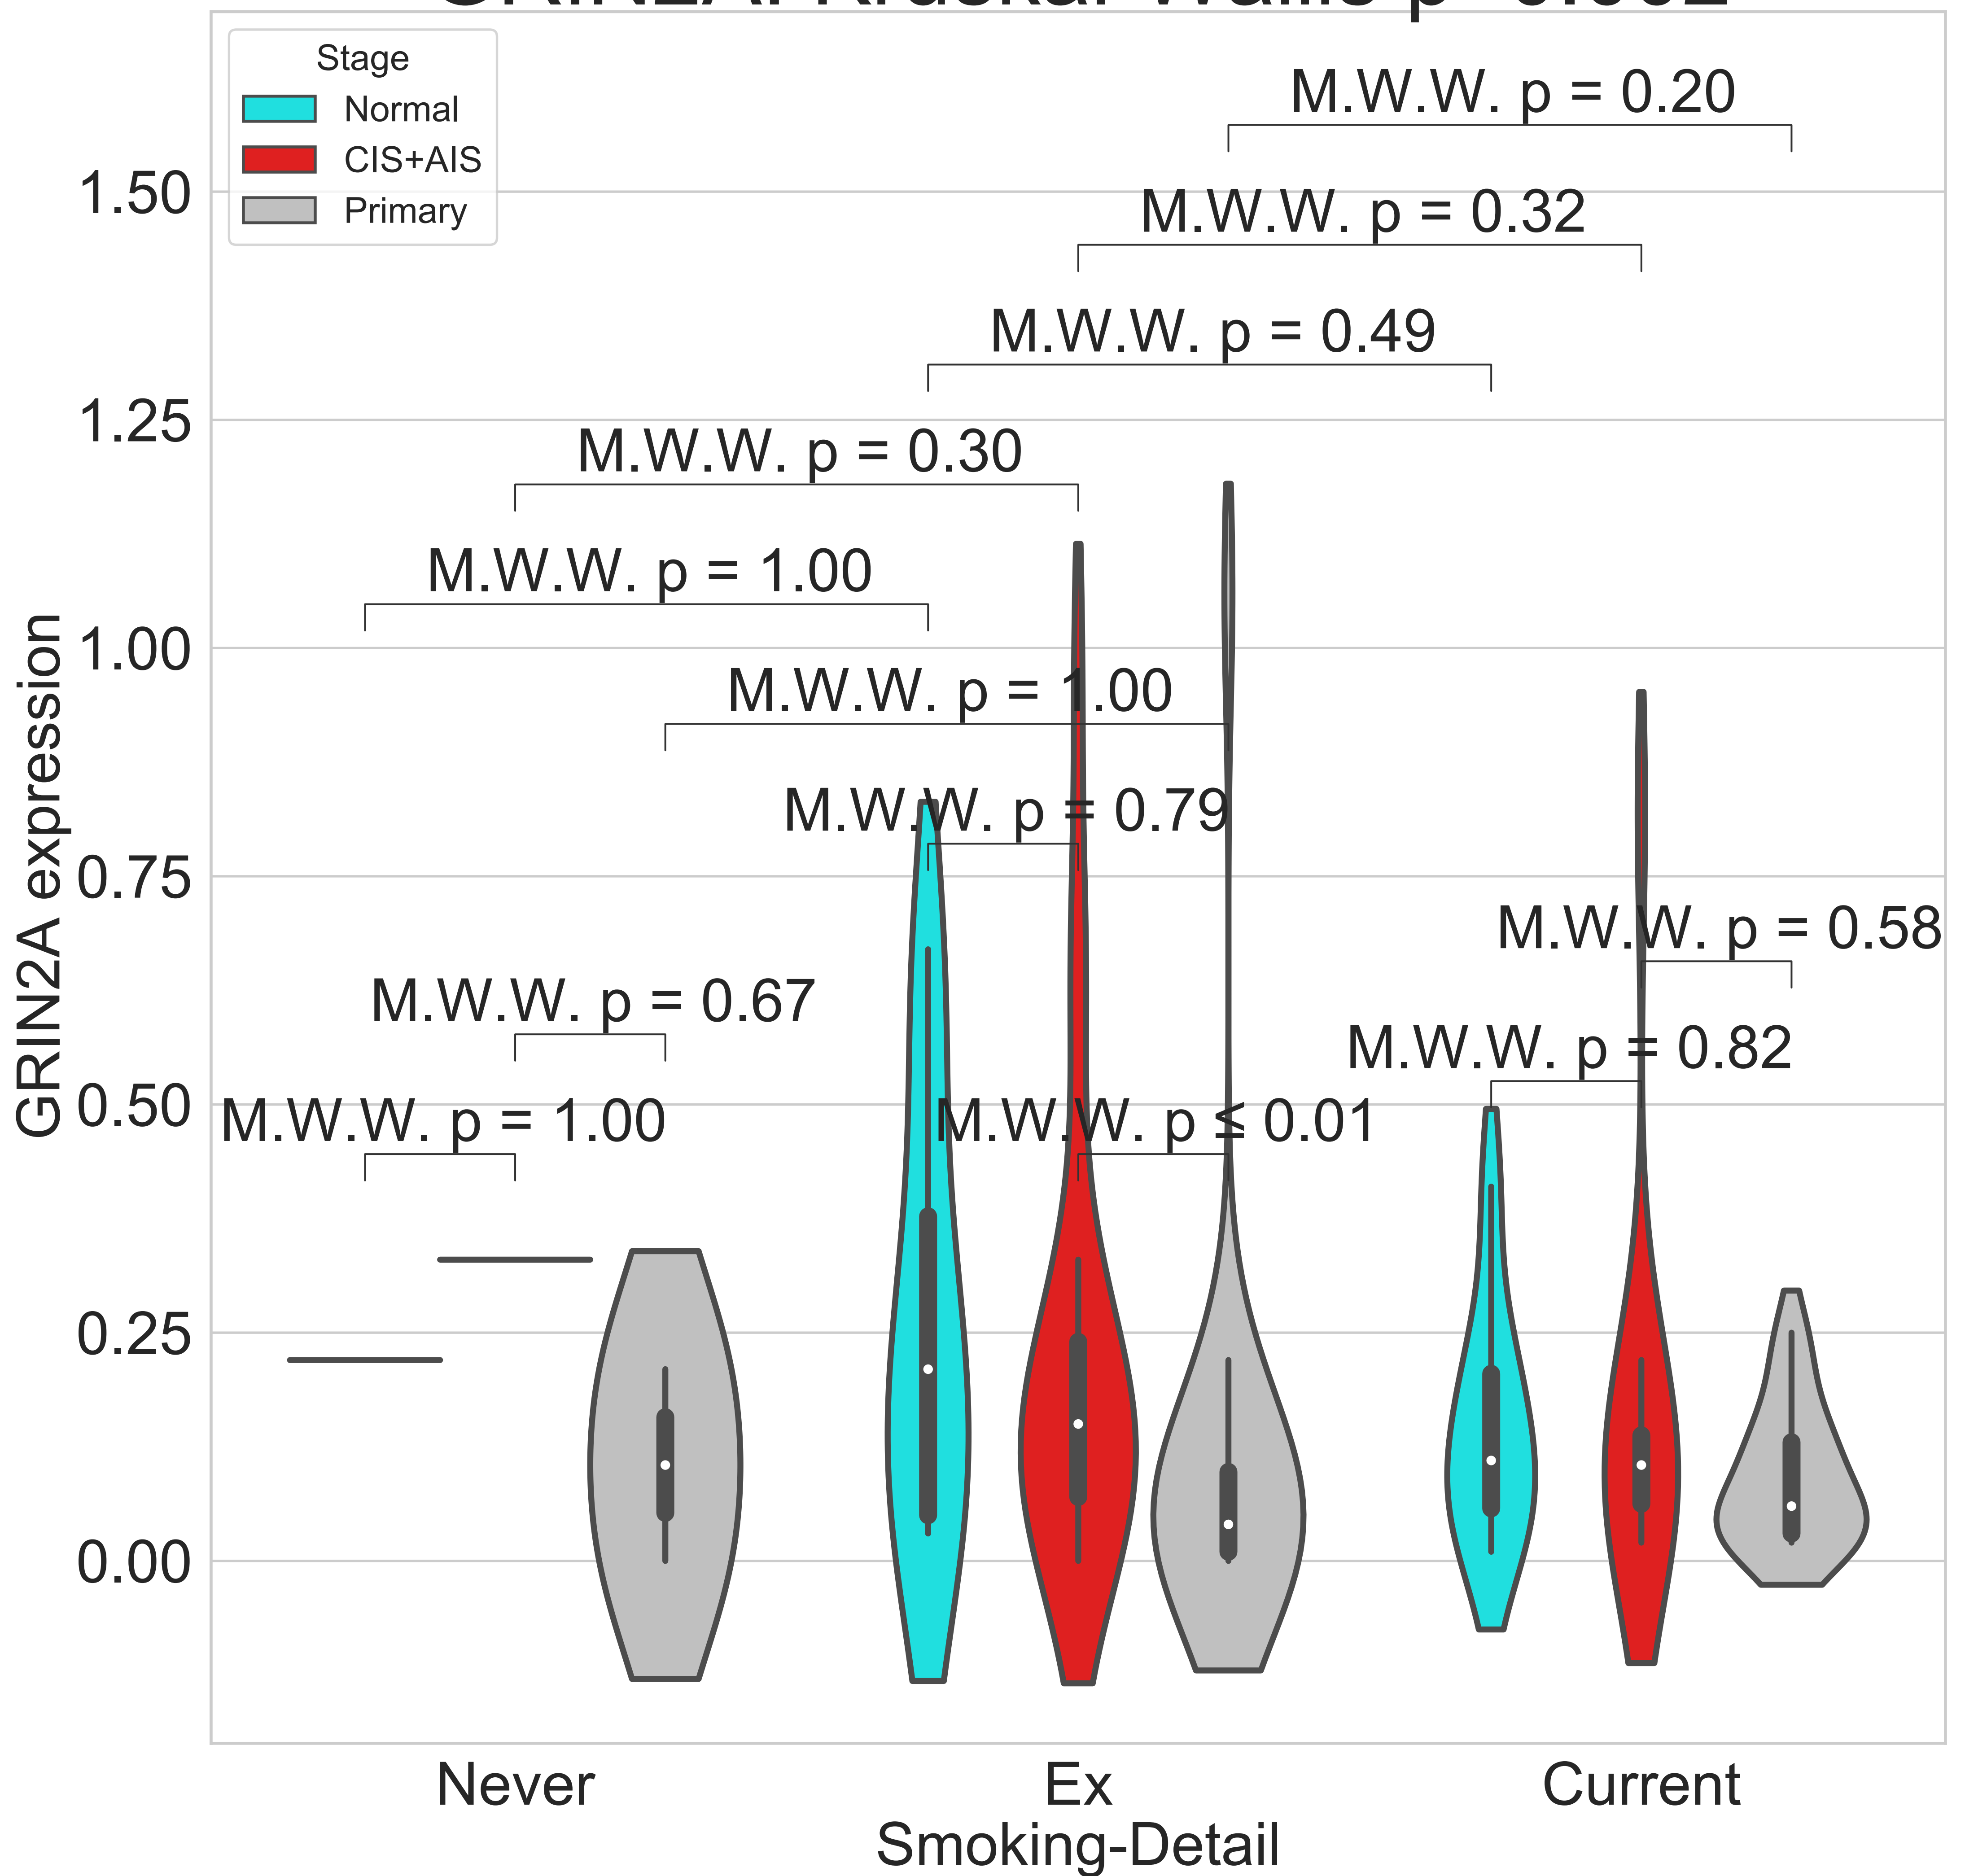 Stage
Normal
CIS+AIS
Primary
M.W.W. p = 0.20
M.W.W. p = 0.32
M.W.W. p = 0.49
M.W.W. p = 0.30
M.W.W. p = 1.00
M.W.W. p = 1.00
M.W.W. p = 0.79
M.W.W. p = 0.58
M.W.W. p = 0.67
M.W.W. p = 0.82
M.W.W. p = 1.00
M.W.W. p ≤ 0.01
1.50
1.25
1.00
0.75
0.50
0.25
0.00
GRIN2A expression
Never
Ex
Current
Smoking-Detail